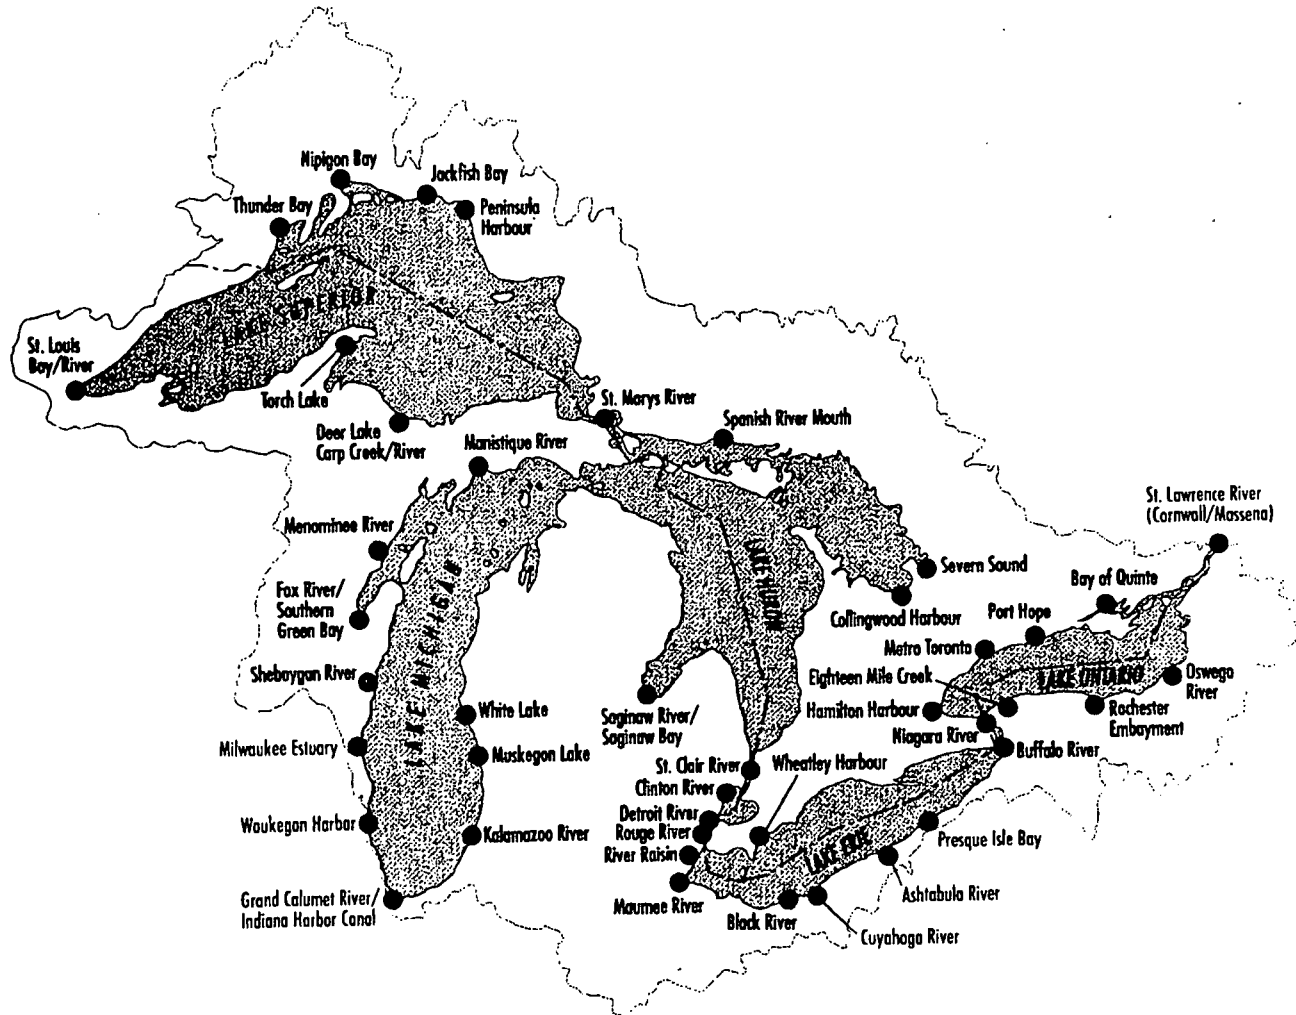 Nipigon Bay
Jackfish Bay
Thunder Bay
Peninsula
Harbour
LAKE SUPERIOR
St. Louis
Bay/River
Torch Lake
St. Marys River
Deer Lake
Carp Creek/River
Spanish River Mouth
Manistique River
St. Lawrence River
(Cornwall/Massena)
Menominee River
LAKE MICHIGAN
LAKE HURON
Severn Sound
Bay of Quinte
Fox River/
Southern
Green Bay
Collingwood Harbour
Port Hope
Metro Toronto
Sheboygan River
Eighteen Mile Creek
LAKE ONTARIO
Oswego
River
White Lake
Saginaw River/
Saginaw Bay
Hamilton Harbour
Rochester
Embayment
Niagara River
Milwaukee Estuary
Muskegon Lake
Buffalo River
St. Clair River
Wheatley Harbour
Clinton River
Detroit River
Rouge River
River Raisin
Waukegan Harbor
Kalamazoo River
LAKE ERIE
Presque Isle Bay
Grand Calumet River/
Indiana Harbor Canal
Maumee River
Ashtabula River
Black River
Cuyahoga River